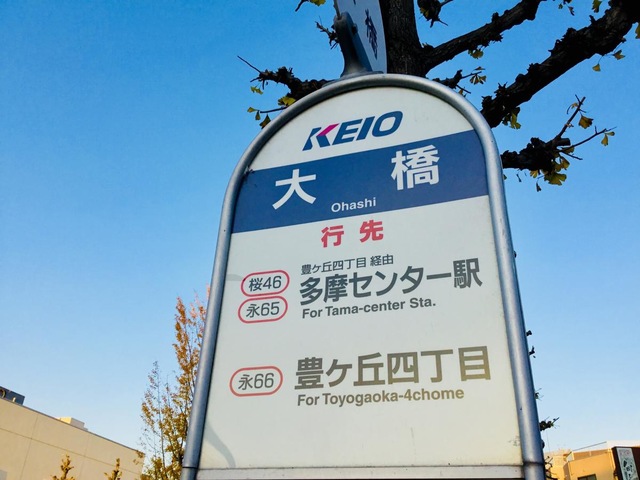 KEIO
大橋
Ohashi
行先
豊ヶ丘四丁目 経由
桜46
永65
多摩センター駅
For Tama-center Sta.
永66
豊ヶ丘四丁目
For Toyogaoka-4chome